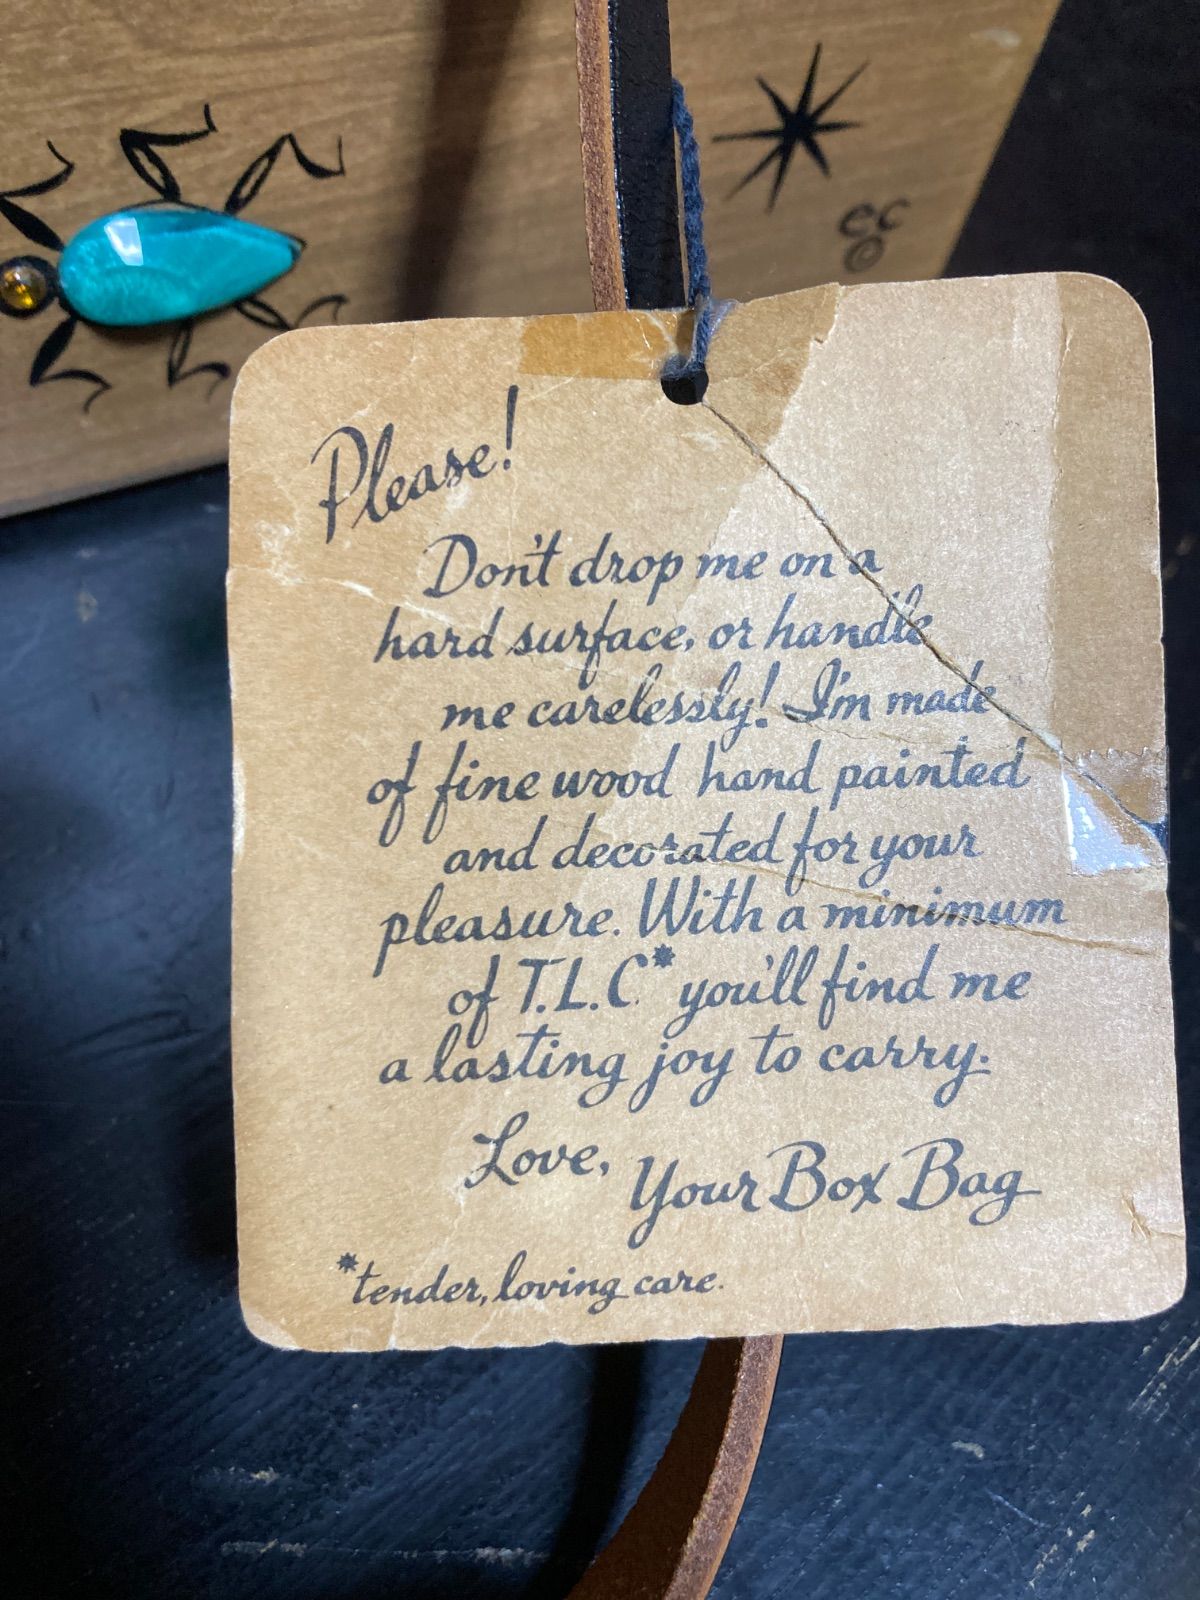 ec
©
Please!
Don't drop me on a
hard surface, or handle
me carelessly! I'm made
of fine wood hand painted
and decorated for your
pleasure. With a minimum
of T.L.C.* you'll find me
a lasting joy to carry.
Love, Your Box Bag
*tender, loving care.